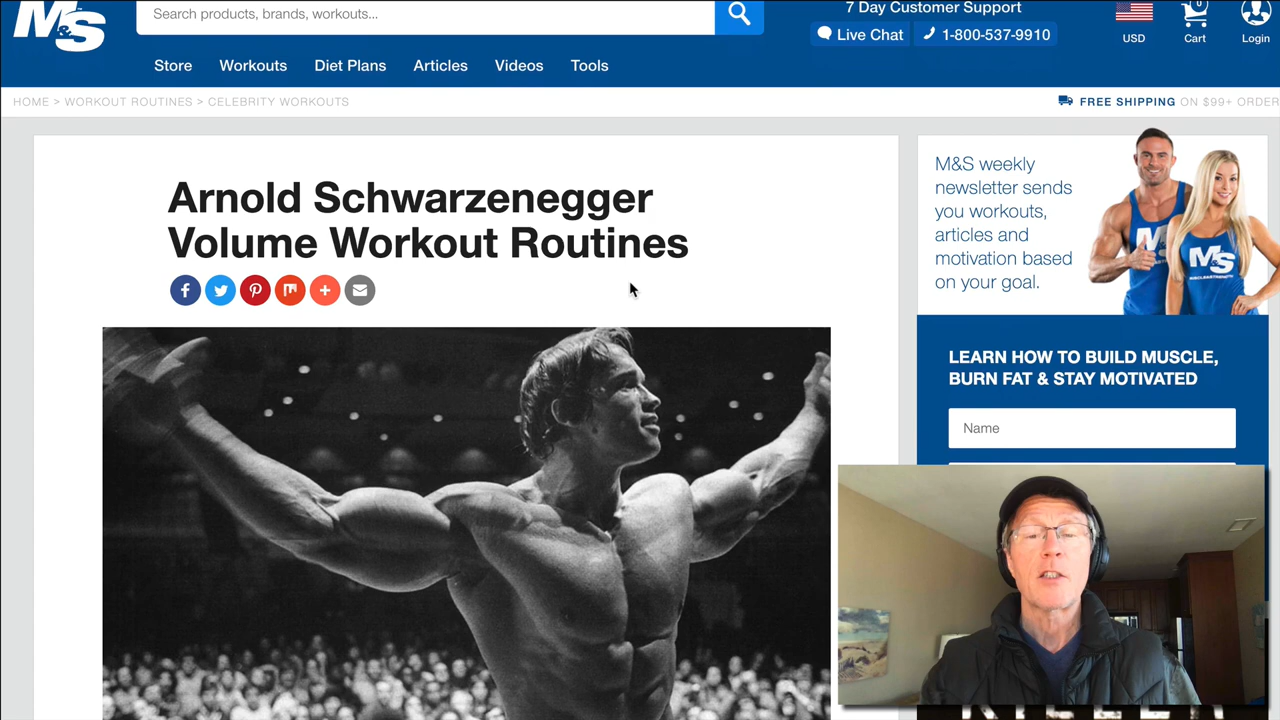 M&S
Search products, brands, workouts...
7 Day Customer Support
Live Chat
1-800-537-9910
USD
Cart
Login
Store
Workouts
Diet Plans
Articles
Videos
Tools
HOME > WORKOUT ROUTINES > CELEBRITY WORKOUTS
FREE SHIPPING ON $99+ ORDER
Arnold Schwarzenegger
Volume Workout Routines
M&S weekly
newsletter sends
you workouts,
articles and
motivation based
on your goal.
M&S
LEARN HOW TO BUILD MUSCLE,
BURN FAT & STAY MOTIVATED
Name